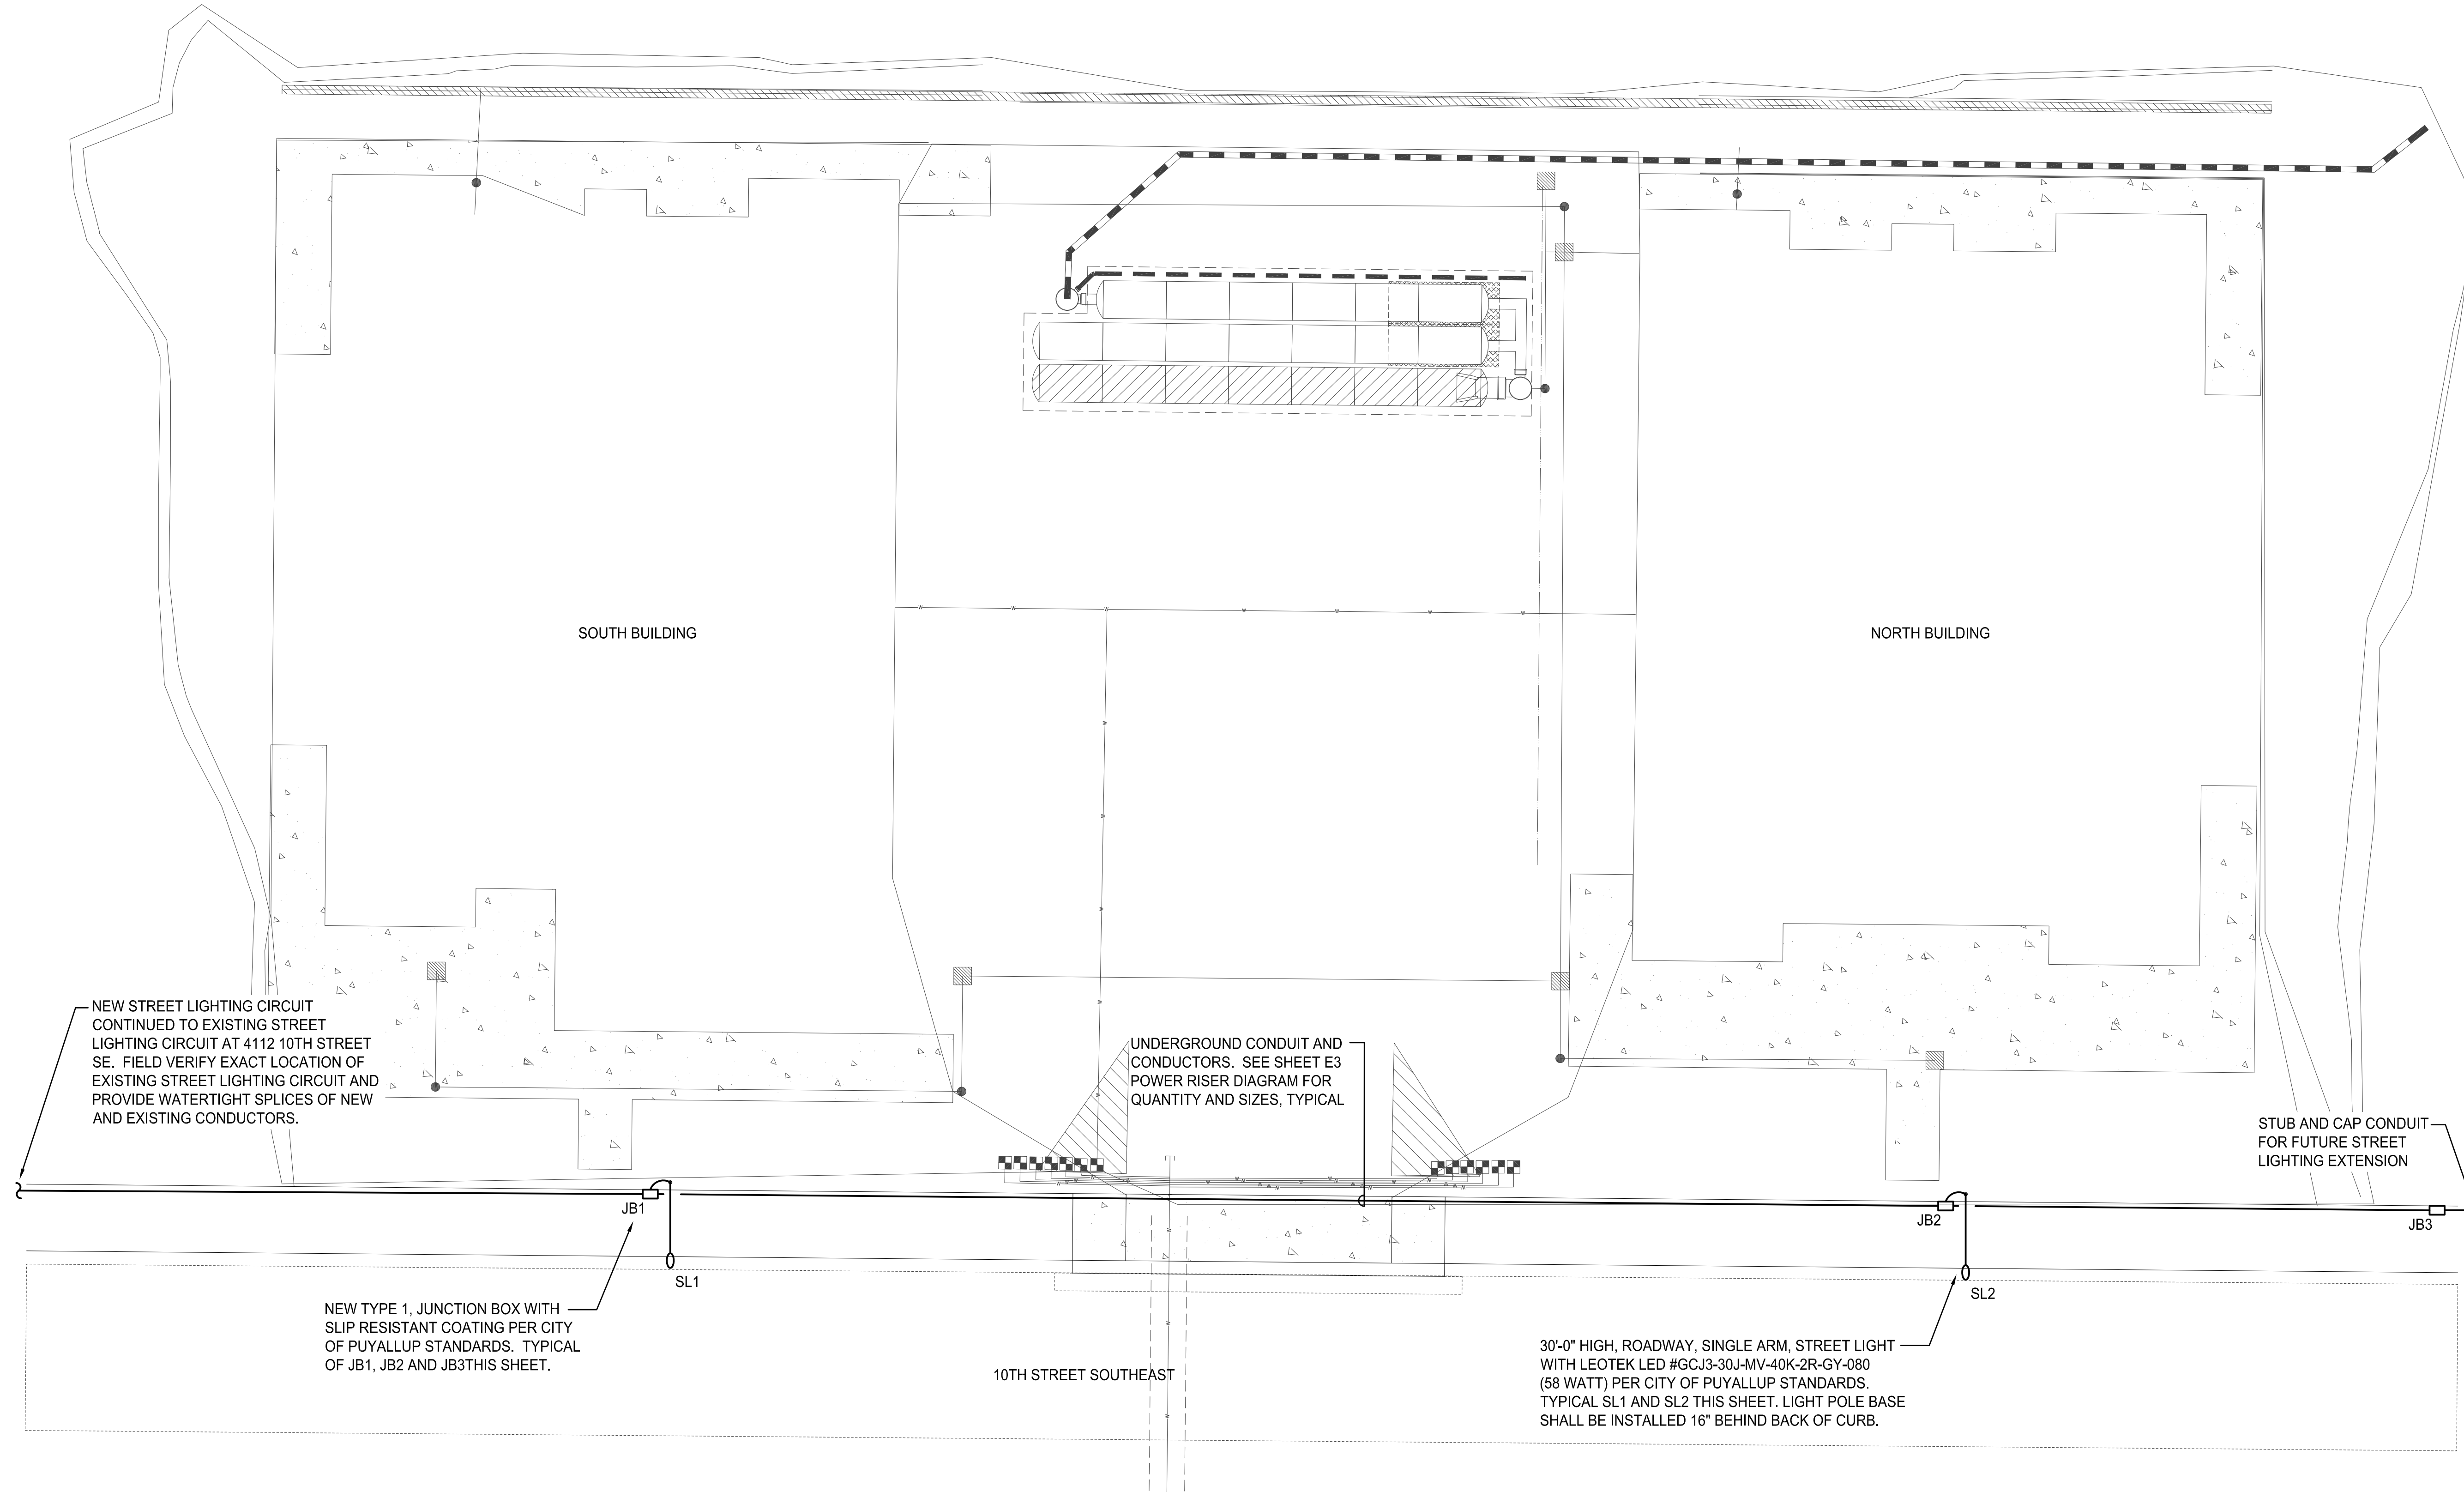 SOUTH BUILDING
NORTH BUILDING
NEW STREET LIGHTING CIRCUIT
CONTINUED TO EXISTING STREET
LIGHTING CIRCUIT AT 4112 10TH STREET
SE.  FIELD VERIFY EXACT LOCATION OF
EXISTING STREET LIGHTING CIRCUIT AND
PROVIDE WATERTIGHT SPLICES OF NEW
AND EXISTING CONDUCTORS.
UNDERGROUND CONDUIT AND
CONDUCTORS.  SEE SHEET E3
POWER RISER DIAGRAM FOR
QUANTITY AND SIZES, TYPICAL
STUB AND CAP CONDUIT
FOR FUTURE STREET
LIGHTING EXTENSION
JB1
JB2
JB3
SL1
SL2
NEW TYPE 1, JUNCTION BOX WITH
SLIP RESISTANT COATING PER CITY
OF PUYALLUP STANDARDS.  TYPICAL
OF JB1, JB2 AND JB3THIS SHEET.
10TH STREET SOUTHEAST
30'-0" HIGH, ROADWAY, SINGLE ARM, STREET LIGHT
WITH LEOTEK LED #GCJ3-30J-MV-40K-2R-GY-080
(58 WATT) PER CITY OF PUYALLUP STANDARDS.
TYPICAL SL1 AND SL2 THIS SHEET. LIGHT POLE BASE
SHALL BE INSTALLED 16" BEHIND BACK OF CURB.